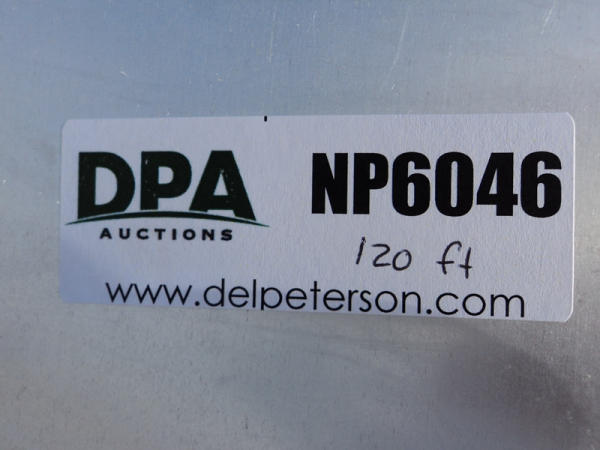 DPA
AUCTIONS
NP6046
120 ft
www.delpeterson.com